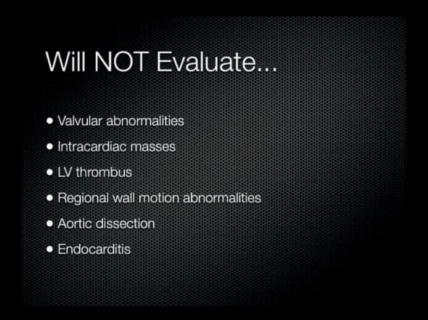 Will NOT Evaluate...
• Valvular abnormalities
• Intracardiac masses
• LV thrombus
• Regional wall motion abnormalities
• Aortic dissection
• Endocarditis